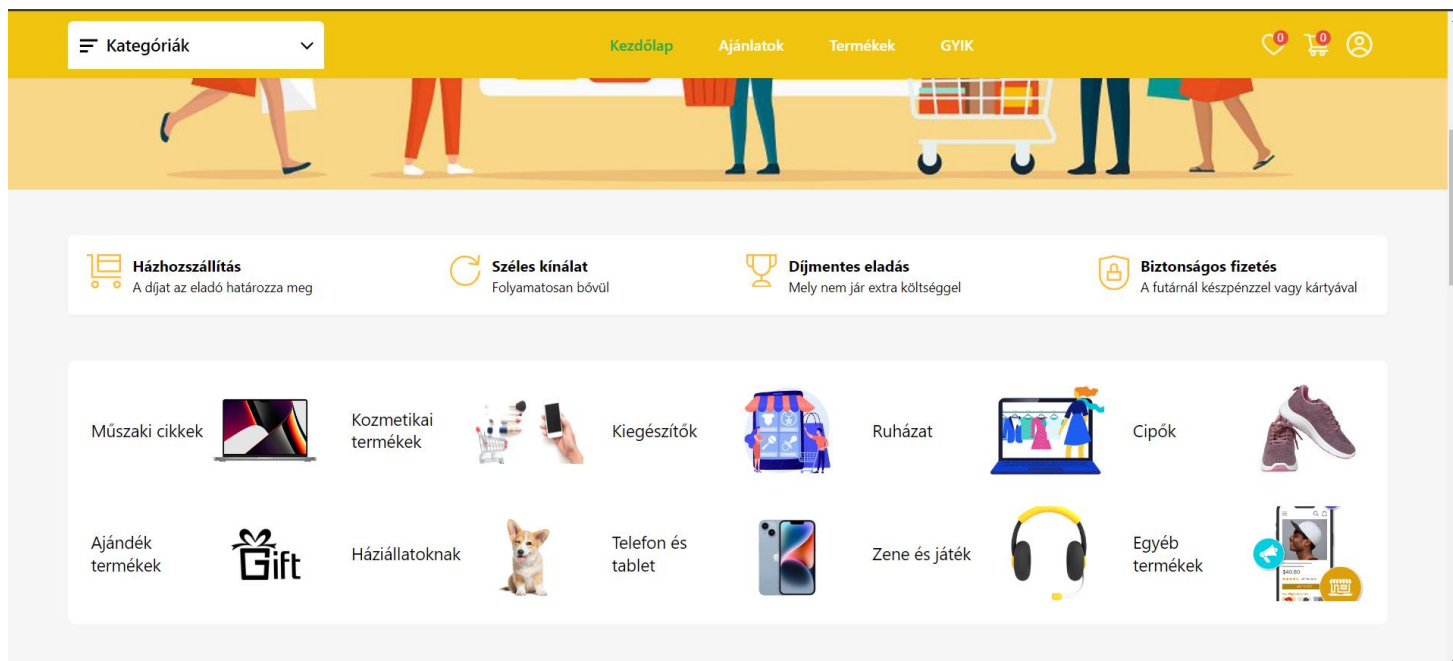 Kategóriák
Kezdőlap
Ajánlatok
Termékek
GYIK
0
0
Házhozszállítás
A díjat az eladó határozza meg
Széles kínálat
Folyamatosan bővül
Díjmentes eladás
Mely nem jár extra költséggel
Biztonságos fizetés
A futárnál készpénzzel vagy kártyával
Műszaki cikkek
Kozmetikai
termékek
Kiegészítők
Ruházat
Cipők
Ajándék
termékek
Gift
Háziállatoknak
Telefon és
tablet
Zene és játék
Egyéb
termékek
$40.80